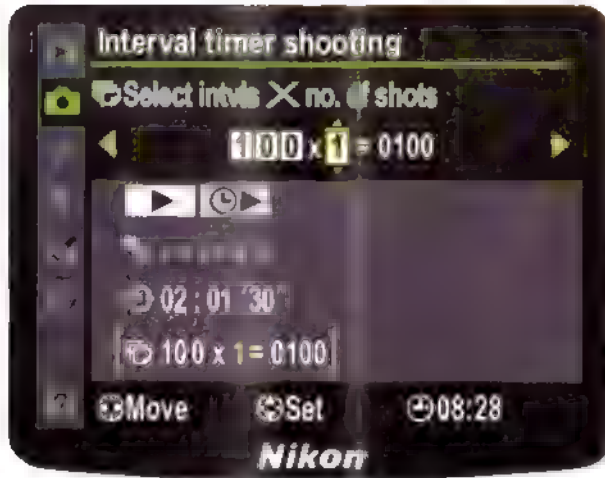 Interval timer shooting
Select intvls X no. of shots
100 x 1 = 0100
02 : 01 '30"
100 x 1 = 0100
Move Set 08:28
Nikon